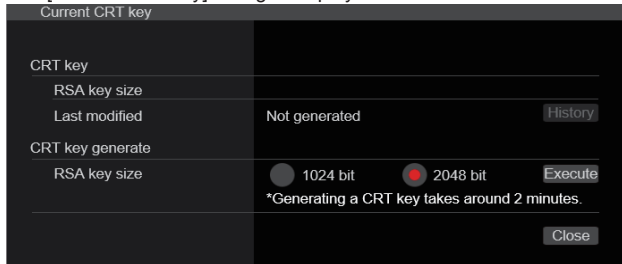 Current CRT key
CRT key
RSA key size
Last modified Not generated History
CRT key generate
RSA key size 1024 bit 2048 bit Execute
*Generating a CRT key takes around 2 minutes.
Close